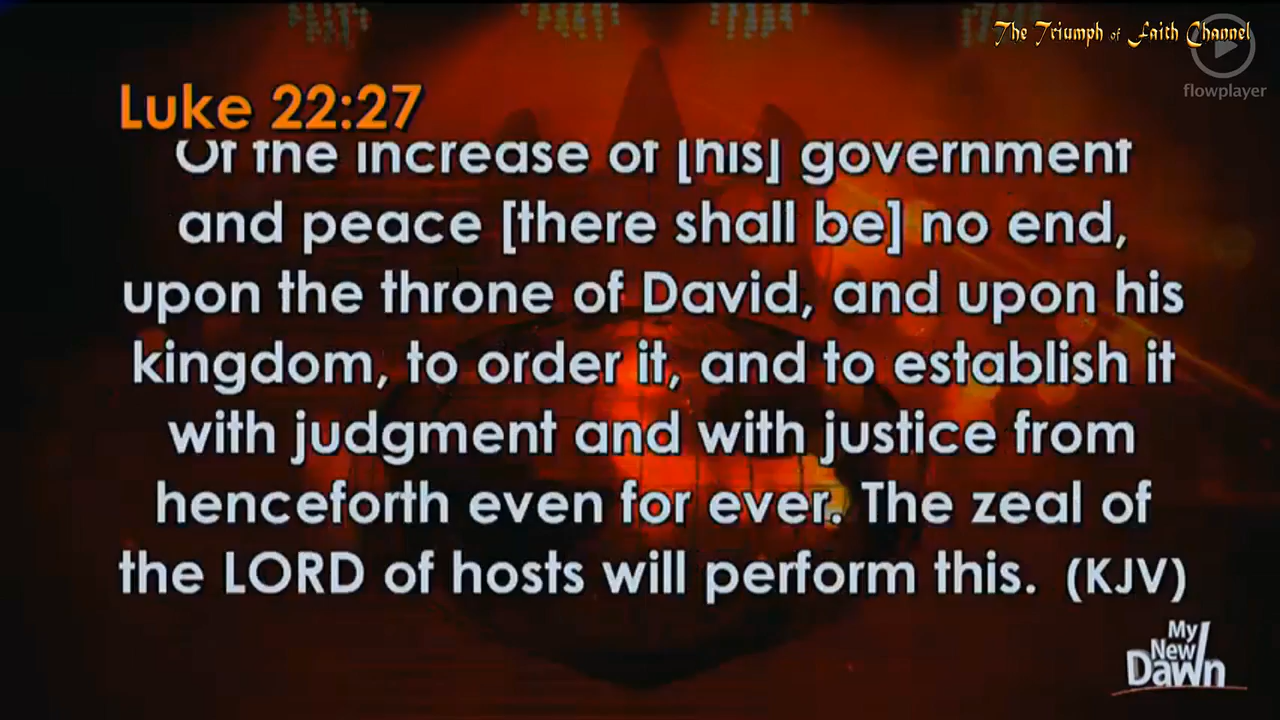 The Triumph of Faith Channel
flowplayer
Luke 22:27
Of the increase of [his] government
and peace [there shall be] no end,
upon the throne of David, and upon his
kingdom, to order it, and to establish it
with judgment and with justice from
henceforth even for ever. The zeal of
the LORD of hosts will perform this. (KJV)
My
New
Dawn